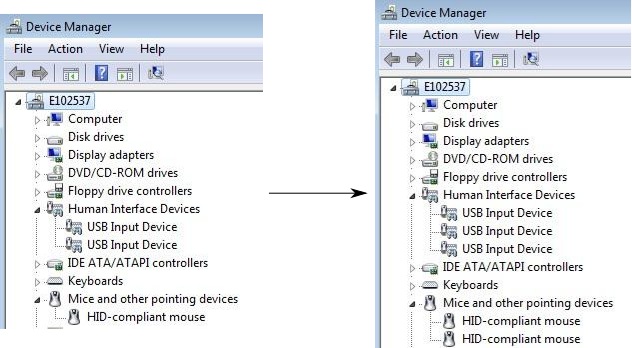 Device Manager
File Action View Help
E102537
Computer
Disk drives
Display adapters
DVD/CD-ROM drives
Floppy drive controllers
Human Interface Devices
USB Input Device
USB Input Device
IDE ATA/ATAPI controllers
Keyboards
Mice and other pointing devices
HID-compliant mouse
Device Manager
File Action View Help
E102537
Computer
Disk drives
Display adapters
DVD/CD-ROM drives
Floppy drive controllers
Human Interface Devices
USB Input Device
USB Input Device
USB Input Device
IDE ATA/ATAPI controllers
Keyboards
Mice and other pointing devices
HID-compliant mouse
HID-compliant mouse